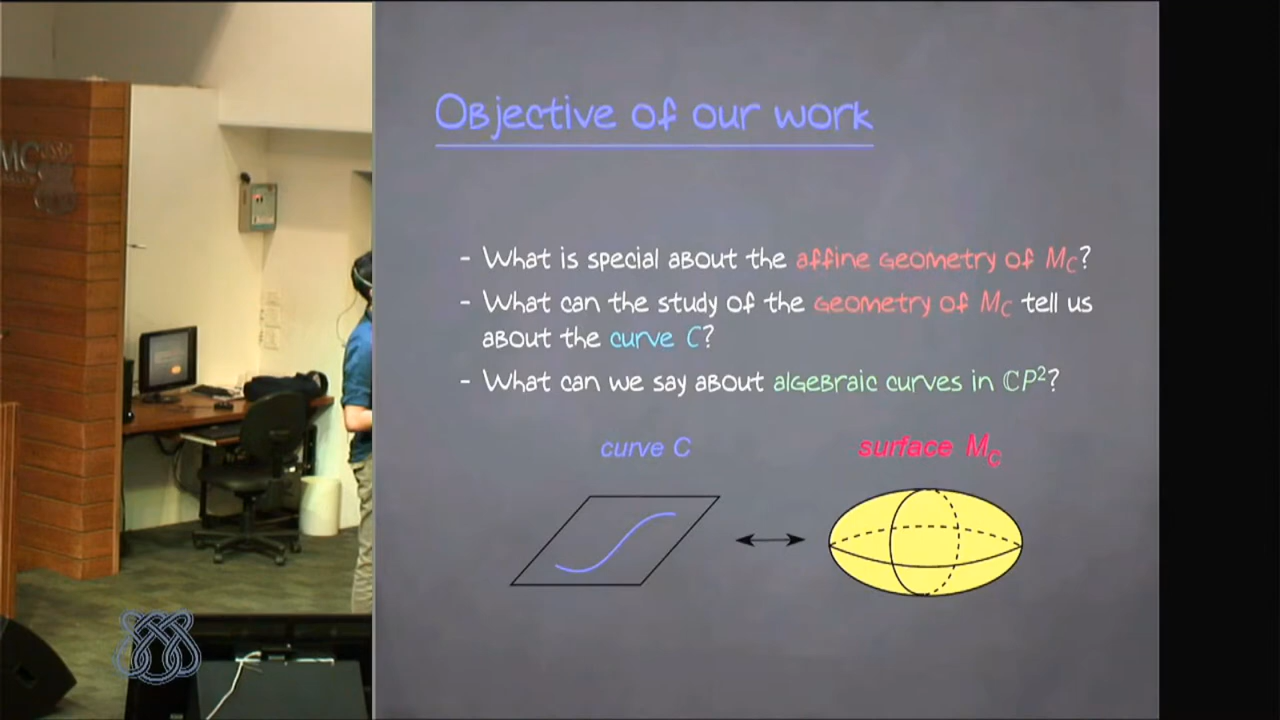 Objective of our work
- What is special about the affine geometry of M_C?
- What can the study of the geometry of M_C tell us
about the curve C?
- What can we say about algebraic curves in ℂP²?
curve C
surface M_C
MC